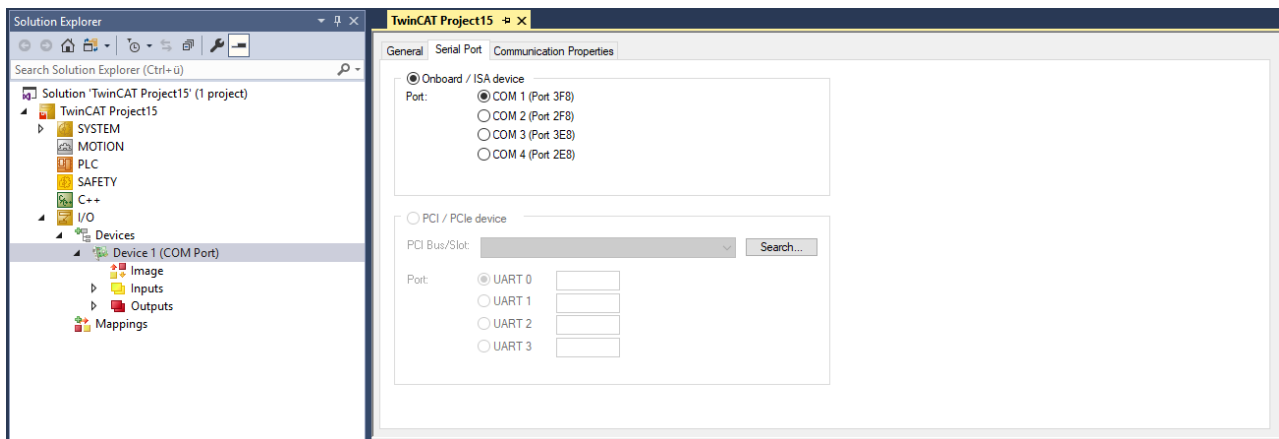 Solution Explorer
Search Solution Explorer (Ctrl+ü)
Solution 'TwinCAT Project15' (1 project)
TwinCAT Project15
SYSTEM
MOTION
PLC
SAFETY
C++
I/O
Devices
Device 1 (COM Port)
Image
Inputs
Outputs
Mappings
TwinCAT Project15
General Serial Port Communication Properties
Onboard / ISA device
Port: COM 1 (Port 3F8)
COM 2 (Port 2F8)
COM 3 (Port 3E8)
COM 4 (Port 2E8)
PCI / PCIe device
PCI Bus/Slot: Search...
Port: UART 0
UART 1
UART 2
UART 3